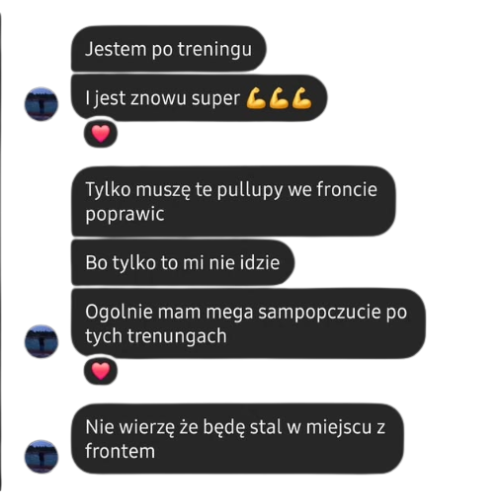 Jestem po treningu
I jest znowu super 💪💪💪
Tylko muszę te pullupy we froncie
poprawic
Bo tylko to mi nie idzie
Ogolnie mam mega sampopczucie po
tych trenungach
Nie wierzę że będę stal w miejscu z
frontem